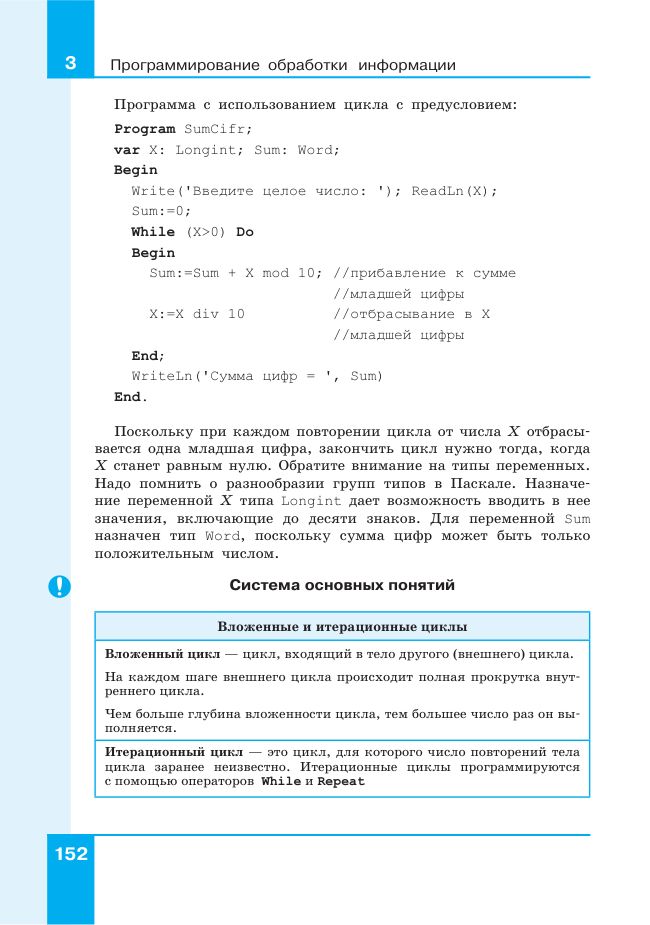 3
Программирование обработки информации
Программа с использованием цикла с предусловием:
Program SumCifr;
var X: Longint; Sum: Word;
Begin
Write('Введите целое число: '); ReadLn(X);
Sum:=0;
While (X>0) Do
Begin
Sum:=Sum + X mod 10; //прибавление к сумме
//младшей цифры
X:=X div 10 //отбрасывание в X
//младшей цифры
End;
WriteLn('Сумма цифр = ', Sum)
End.
Поскольку при каждом повторении цикла от числа X отбрасы-
вается одна младшая цифра, закончить цикл нужно тогда, когда
X станет равным нулю. Обратите внимание на типы переменных.
Надо помнить о разнообразии групп типов в Паскале. Назначе-
ние переменной X типа Longint дает возможность вводить в нее
значения, включающие до десяти знаков. Для переменной Sum
назначен тип Word, поскольку сумма цифр может быть только
положительным числом.
! Система основных понятий
Вложенные и итерационные циклы
Вложенный цикл — цикл, входящий в тело другого (внешнего) цикла.
На каждом шаге внешнего цикла происходит полная прокрутка внут-
реннего цикла.
Чем больше глубина вложенности цикла, тем большее число раз он вы-
полняется.
Итерационный цикл — это цикл, для которого число повторений тела
цикла заранее неизвестно. Итерационные циклы программируются
с помощью операторов While и Repeat
152